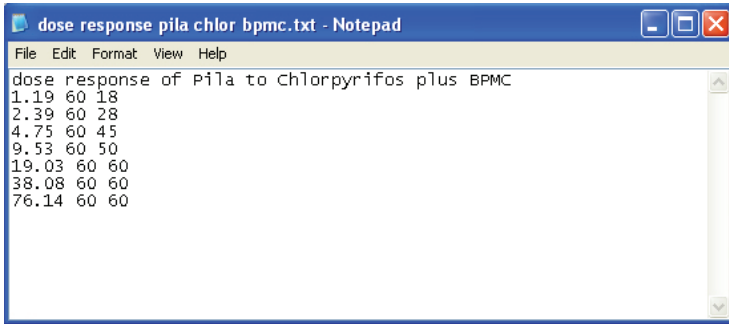 dose response pila chlor bpmc.txt - Notepad
File Edit Format View Help
dose response of Pila to Chlorpyrifos plus BPMC
1.19 60 18
2.39 60 28
4.75 60 45
9.53 60 50
19.03 60 60
38.08 60 60
76.14 60 60